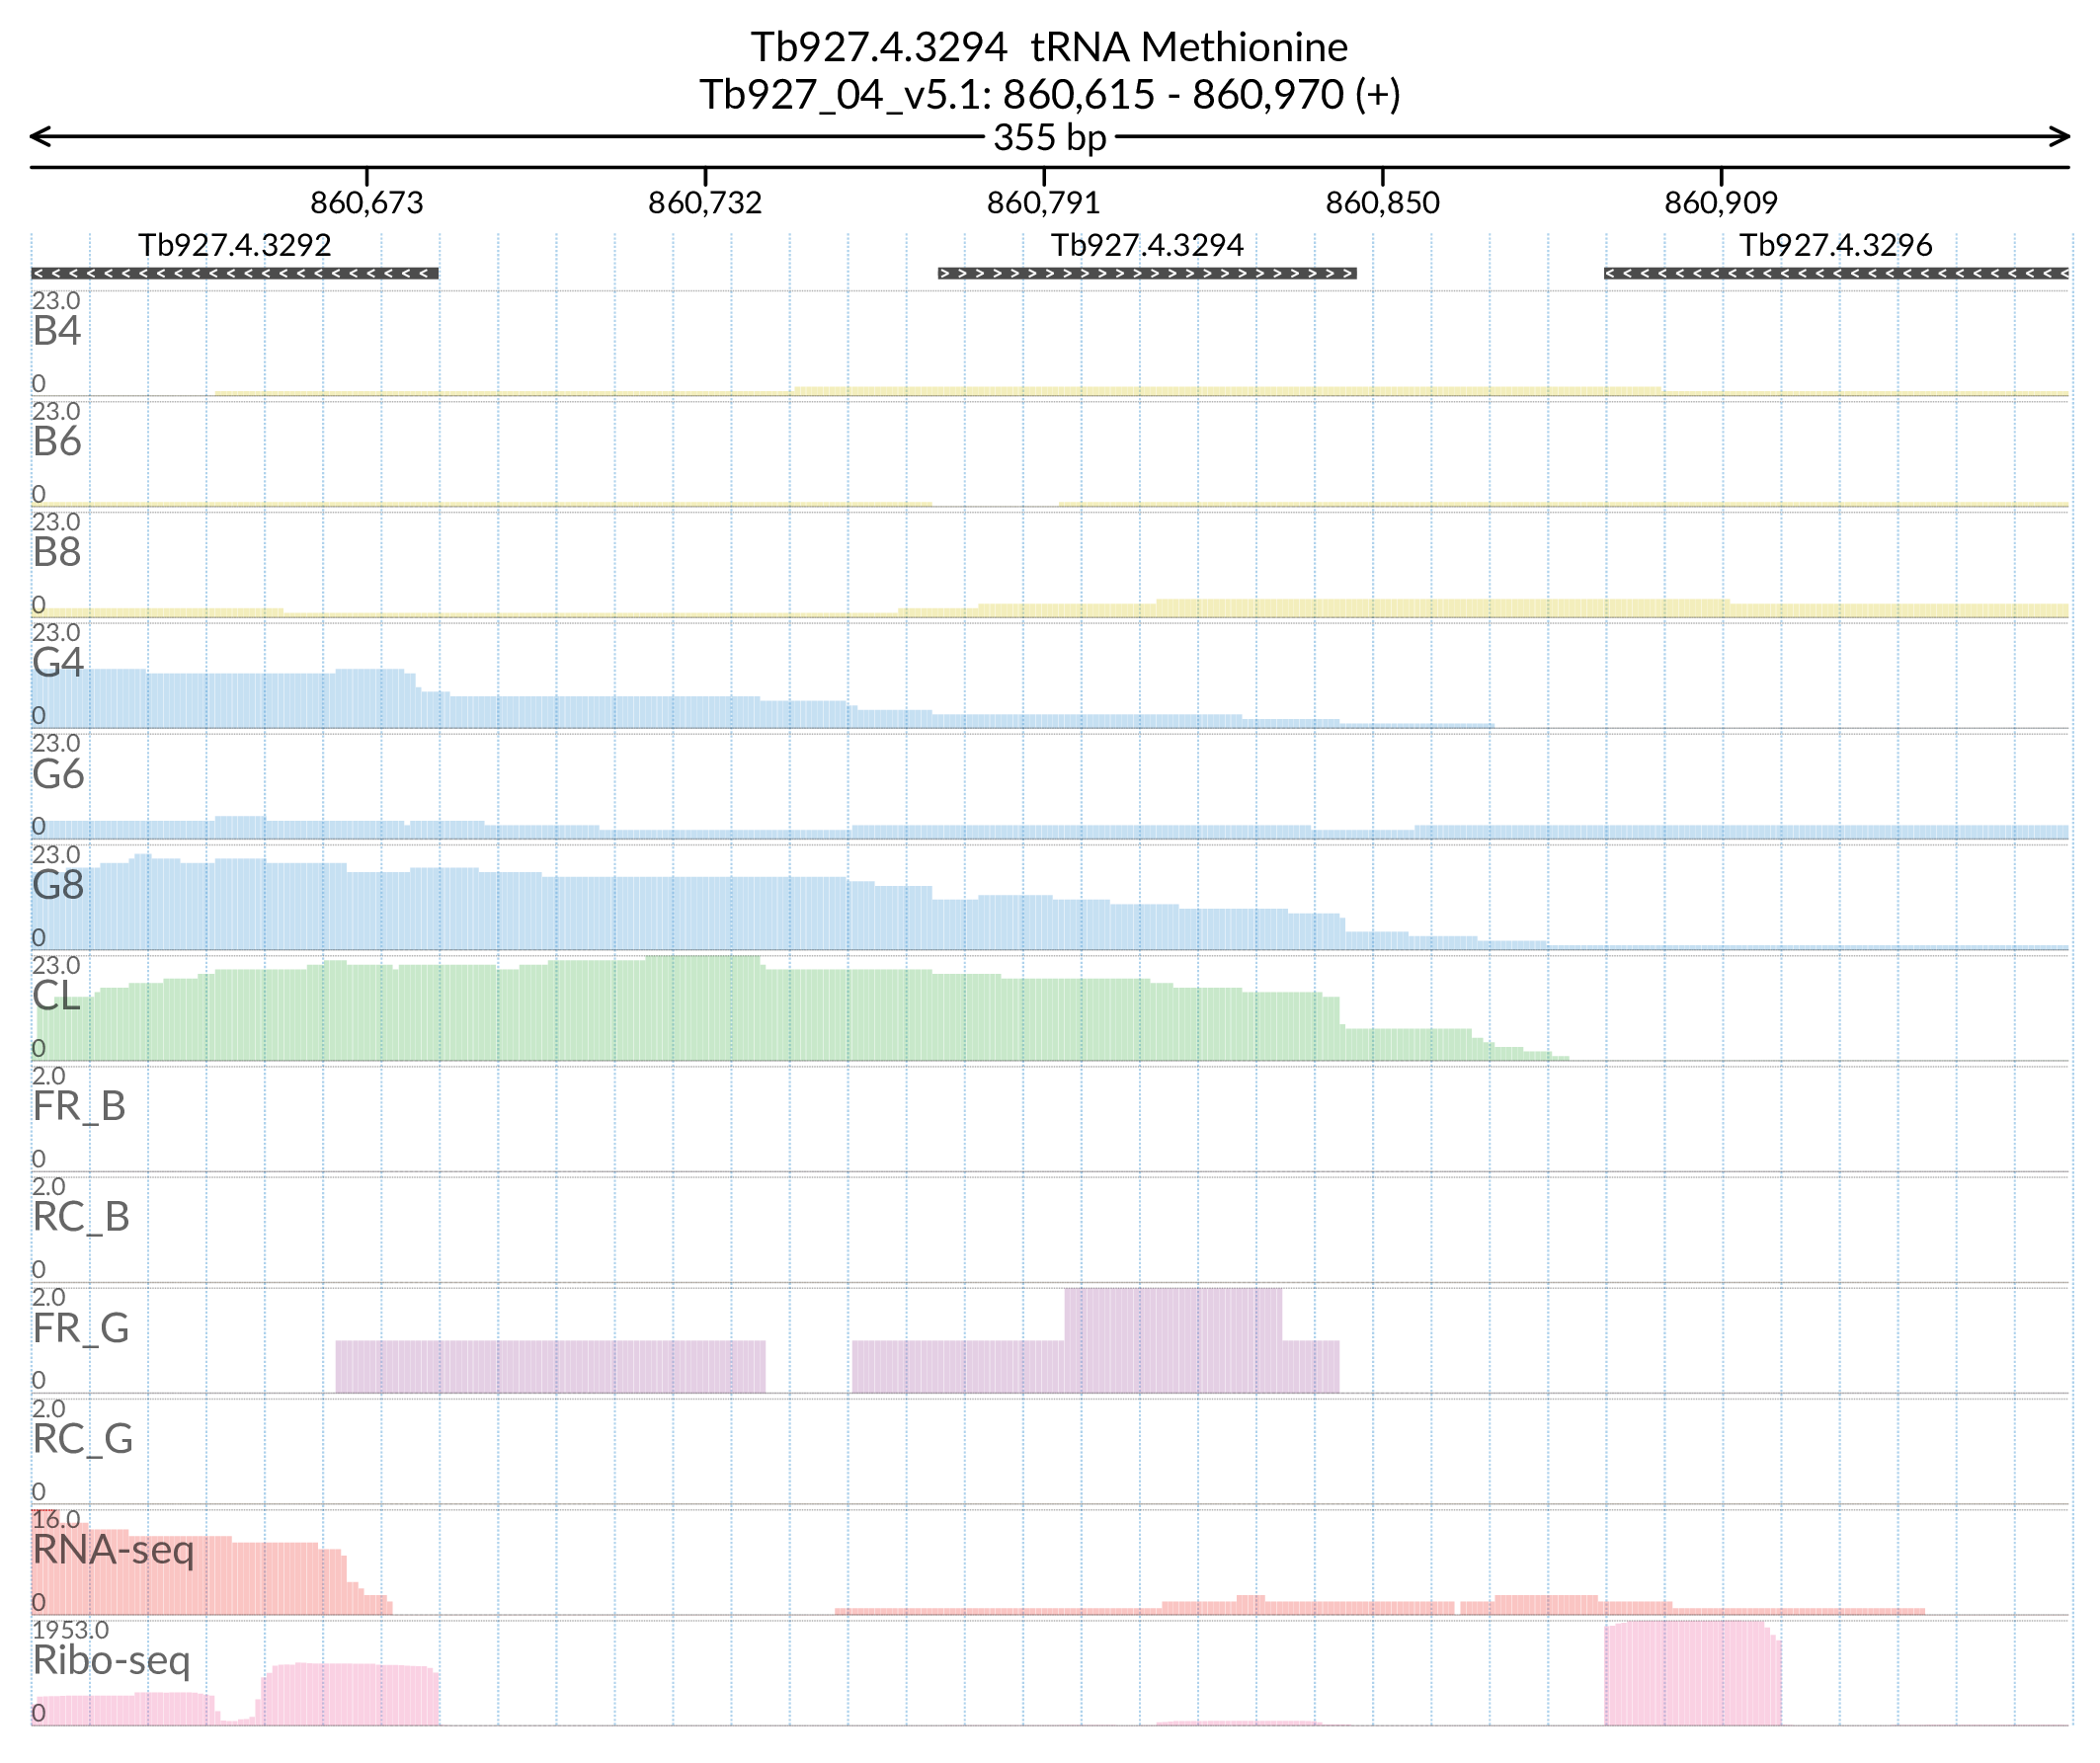 Tb927.4.3294 tRNA Methionine
Tb927_04_v5.1: 860,615 - 860,970 (+)
355 bp
860,673 860,732 860,791 860,850 860,909
Tb927.4.3292 Tb927.4.3294 Tb927.4.3296
23.0
B4
0
23.0
B6
0
23.0
B8
0
23.0
G4
0
23.0
G6
0
23.0
G8
0
23.0
CL
0
2.0
FR_B
0
2.0
RC_B
0
2.0
FR_G
0
2.0
RC_G
0
16.0
RNA-seq
0
1953.0
Ribo-seq
0